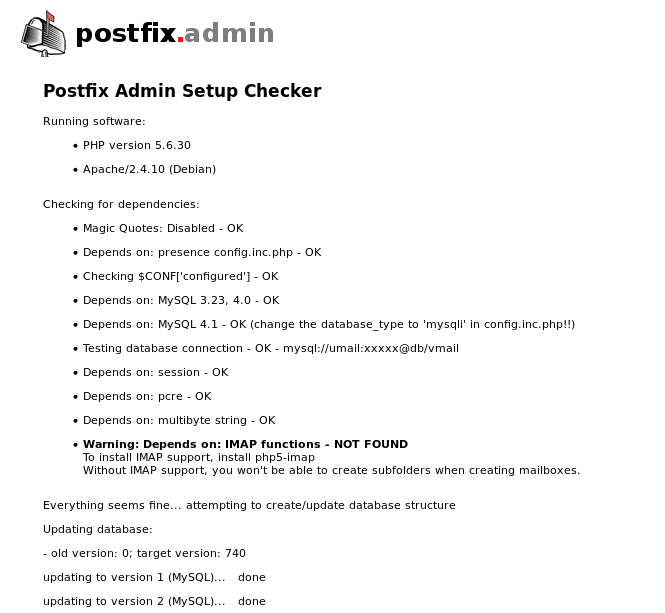 postfix.admin
Postfix Admin Setup Checker
Running software:
• PHP version 5.6.30
• Apache/2.4.10 (Debian)
Checking for dependencies:
• Magic Quotes: Disabled - OK
• Depends on: presence config.inc.php - OK
• Checking $CONF['configured'] - OK
• Depends on: MySQL 3.23, 4.0 - OK
• Depends on: MySQL 4.1 - OK (change the database_type to 'mysqli' in config.inc.php!!)
• Testing database connection - OK - mysql://umail:xxxxx@db/vmail
• Depends on: session - OK
• Depends on: pcre - OK
• Depends on: multibyte string - OK
• Warning: Depends on: IMAP functions - NOT FOUND
To install IMAP support, install php5-imap
Without IMAP support, you won't be able to create subfolders when creating mailboxes.
Everything seems fine... attempting to create/update database structure
Updating database:
- old version: 0; target version: 740
updating to version 1 (MySQL)... done
updating to version 2 (MySQL)... done